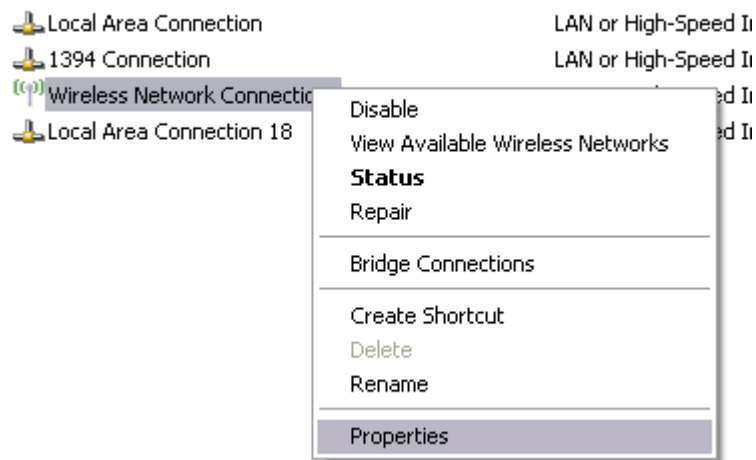 Local Area Connection LAN or High-Speed
1394 Connection LAN or High-Speed
Wireless Network
Local Area Connection 18
Disable
View Available Wireless Networks
Status
Repair
Bridge Connections
Create Shortcut
Delete
Rename
Properties